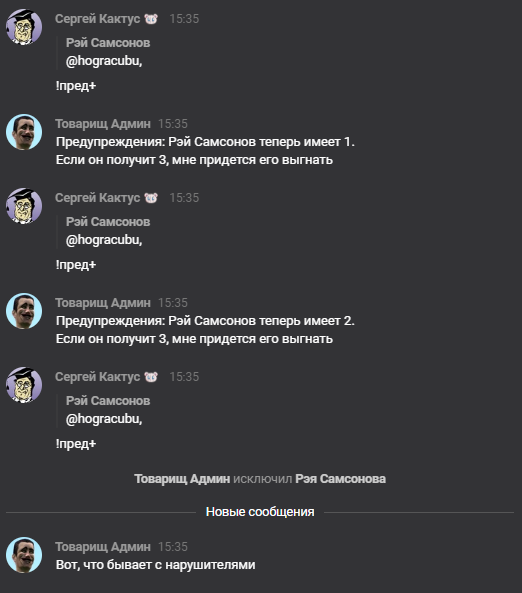 Сергей Кактус 15:35
Рэй Самсонов
@hogracubu,
!пред+
Товарищ Админ 15:35
Предупреждения: Рэй Самсонов теперь имеет 1.
Если он получит 3, мне придется его выгнать
Сергей Кактус 15:35
Рэй Самсонов
@hogracubu,
!пред+
Товарищ Админ 15:35
Предупреждения: Рэй Самсонов теперь имеет 2.
Если он получит 3, мне придется его выгнать
Сергей Кактус 15:35
Рэй Самсонов
@hogracubu,
!пред+
Товарищ Админ исключил Рэя Самсонова
Новые сообщения
Товарищ Админ 15:35
Вот, что бывает с нарушителями